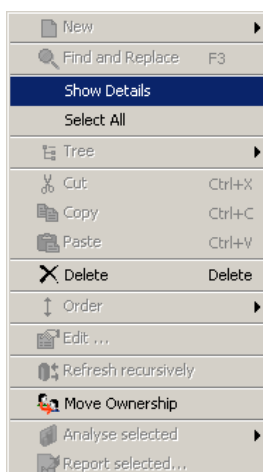 New
Find and Replace F3
Show Details
Select All
Tree
Cut Ctrl+X
Copy Ctrl+C
Paste Ctrl+V
Delete Delete
Order
Edit ...
Refresh recursively
Move Ownership
Analyse selected
Report selected...